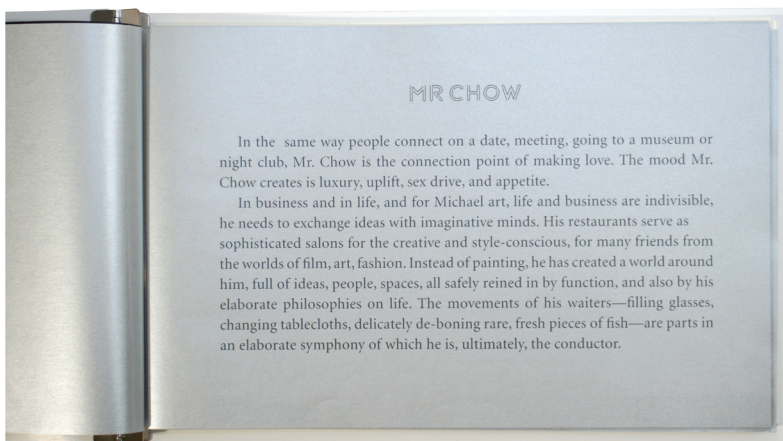 MR CHOW
In the same way people connect on a date, meeting, going to a museum or
night club, Mr. Chow is the connection point of making love. The mood Mr.
Chow creates is luxury, uplift, sex drive, and appetite.
In business and in life, and for Michael art, life and business are indivisible,
he needs to exchange ideas with imaginative minds. His restaurants serve as
sophisticated salons for the creative and style-conscious, for many friends from
the worlds of film, art, fashion. Instead of painting, he has created a world around
him, full of ideas, people, spaces, all safely reined in by function, and also by his
elaborate philosophies on life. The movements of his waiters—filling glasses,
changing tablecloths, delicately de-boning rare, fresh pieces of fish—are parts in
an elaborate symphony of which he is, ultimately, the conductor.